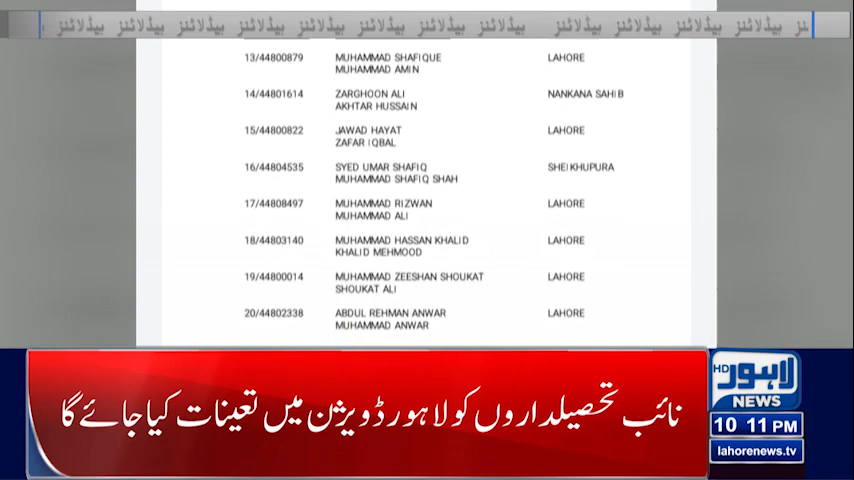 ہیڈلائنز ہیڈلائنز ہیڈلائنز ہیڈلائنز ہیڈلائنز ہیڈلائنز ہیڈلائنز ہیڈلائنز ہیڈلائنز ہیڈلائنز ہیڈلائنز
13/44800879 MUHAMMAD SHAFIQUE LAHORE
MUHAMMAD AMIN
14/44801614 ZARGHOON ALI NANKANA SAHIB
AKHTAR HUSSAIN
15/44800822 JAWAD HAYAT LAHORE
ZAFAR IQBAL
16/44804535 SYED UMAR SHAFIQ SHEIKHUPURA
MUHAMMAD SHAFIQ SHAH
17/44808497 MUHAMMAD RIZWAN LAHORE
MUHAMMAD ALI
18/44803140 MUHAMMAD HASSAN KHALID LAHORE
KHALID MEHMOOD
19/44800014 MUHAMMAD ZEESHAN SHOUKAT LAHORE
SHOUKAT ALI
20/44802338 ABDUL REHMAN ANWAR LAHORE
MUHAMMAD ANWAR
نائب تحصیلداروں کو لاہور ڈویژن میں تعینات کیا جائے گا
HD لاہور
NEWS
10 11 PM
lahorenews.tv